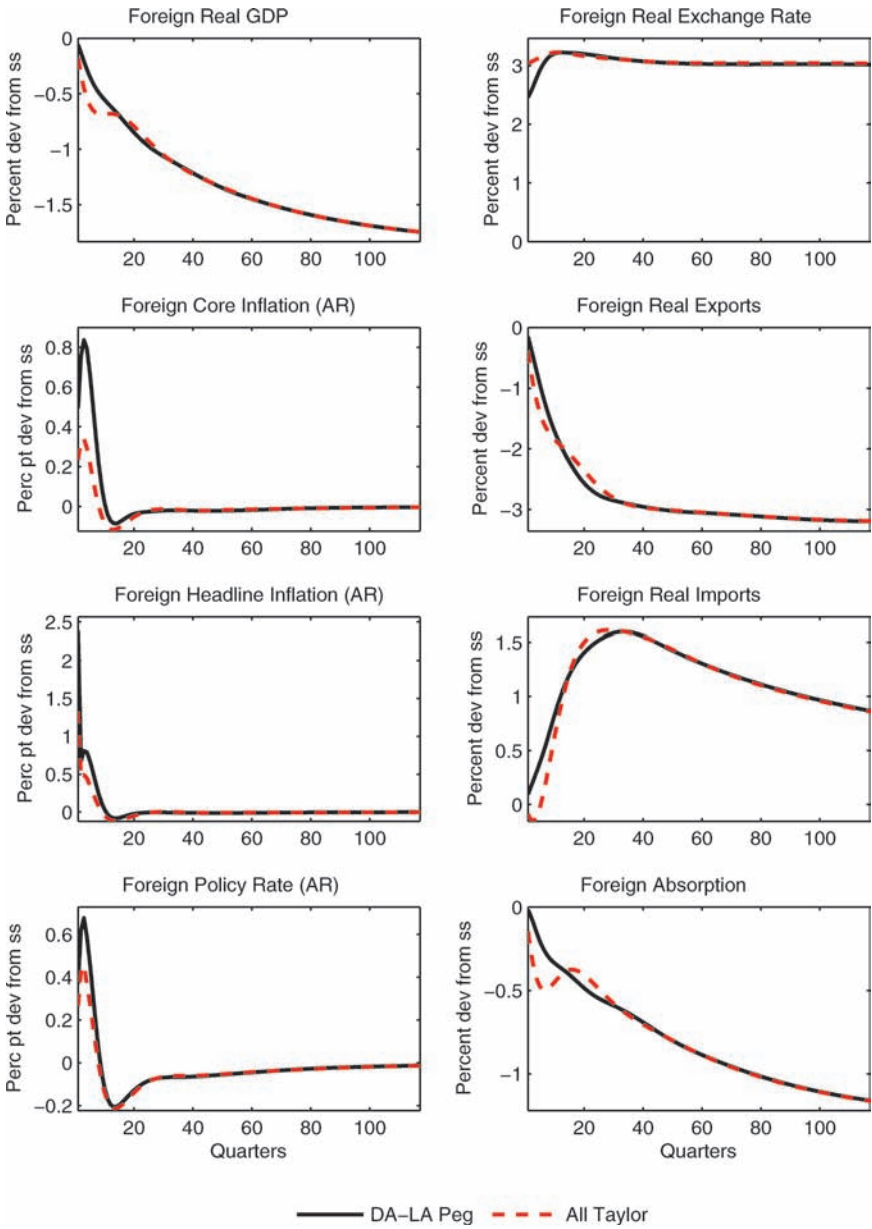 Foreign Real GDP
Percent dev from ss
0
−0.5
−1
−1.5
20 40 60 80 100
Foreign Real Exchange Rate
Percent dev from ss
3
2
1
0
20 40 60 80 100
Foreign Core Inflation (AR)
Perc pt dev from ss
0.8
0.6
0.4
0.2
0
20 40 60 80 100
Foreign Real Exports
Percent dev from ss
0
−1
−2
−3
20 40 60 80 100
Foreign Headline Inflation (AR)
Perc pt dev from ss
2.5
2
1.5
1
0.5
0
20 40 60 80 100
Foreign Real Imports
Percent dev from ss
1.5
1
0.5
0
20 40 60 80 100
Foreign Policy Rate (AR)
Perc pt dev from ss
0.6
0.4
0.2
0
−0.2
20 40 60 80 100
Quarters
Foreign Absorption
Percent dev from ss
0
−0.5
−1
20 40 60 80 100
Quarters
DA−LA Peg All Taylor